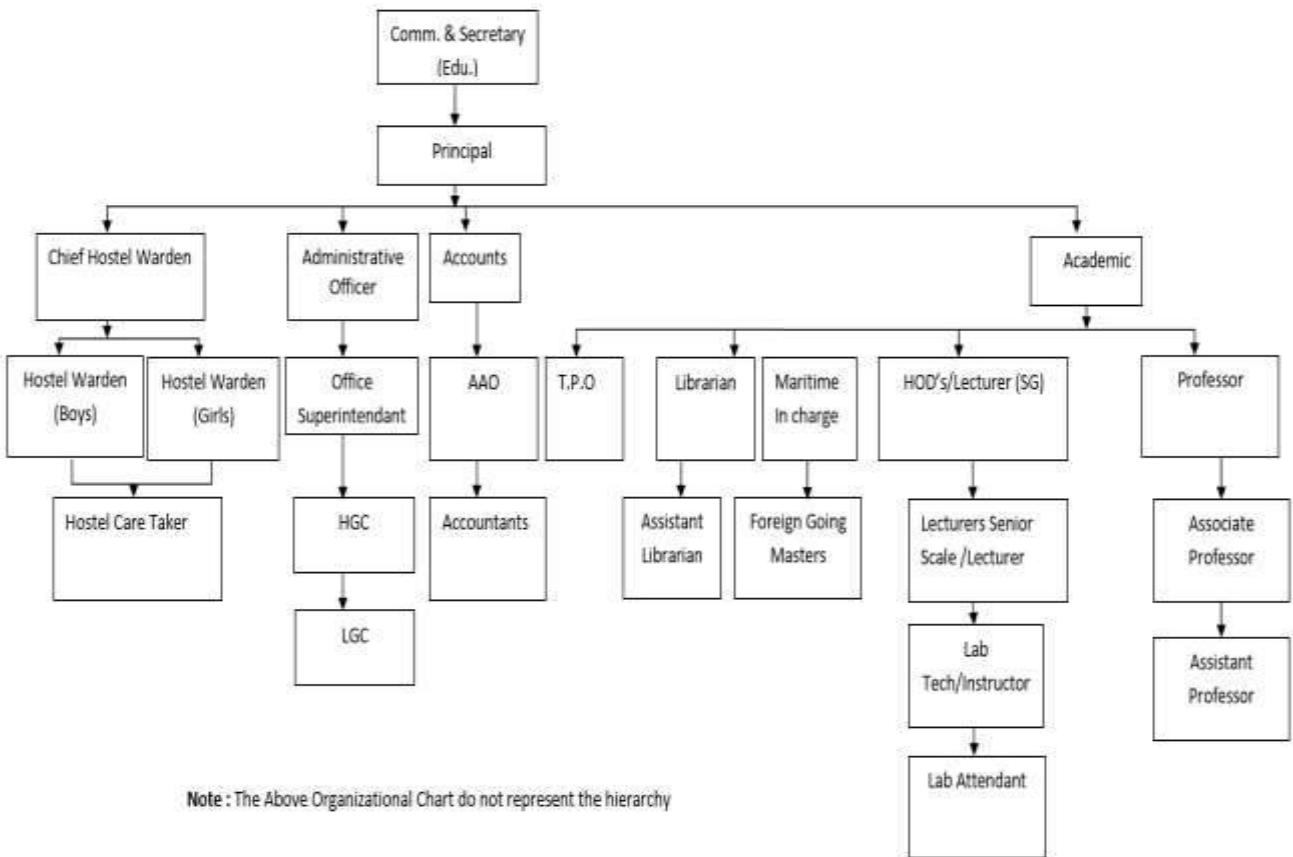 Comm. & Secretary
(Edu.)
Principal
Chief Hostel Warden
Administrative
Officer
Accounts
Academic
Hostel Warden
(Boys)
Hostel Warden
(Girls)
Office
Superintendant
AAO
T.P.O
Librarian
Maritime
In charge
HOD's/Lecturer (SG)
Professor
Hostel Care Taker
HGC
Accountants
Assistant
Librarian
Foreign Going
Masters
Lecturers Senior
Scale /Lecturer
Associate
Professor
LGC
Lab
Tech/Instructor
Assistant
Professor
Lab Attendant
Note : The Above Organizational Chart do not represent the hierarchy